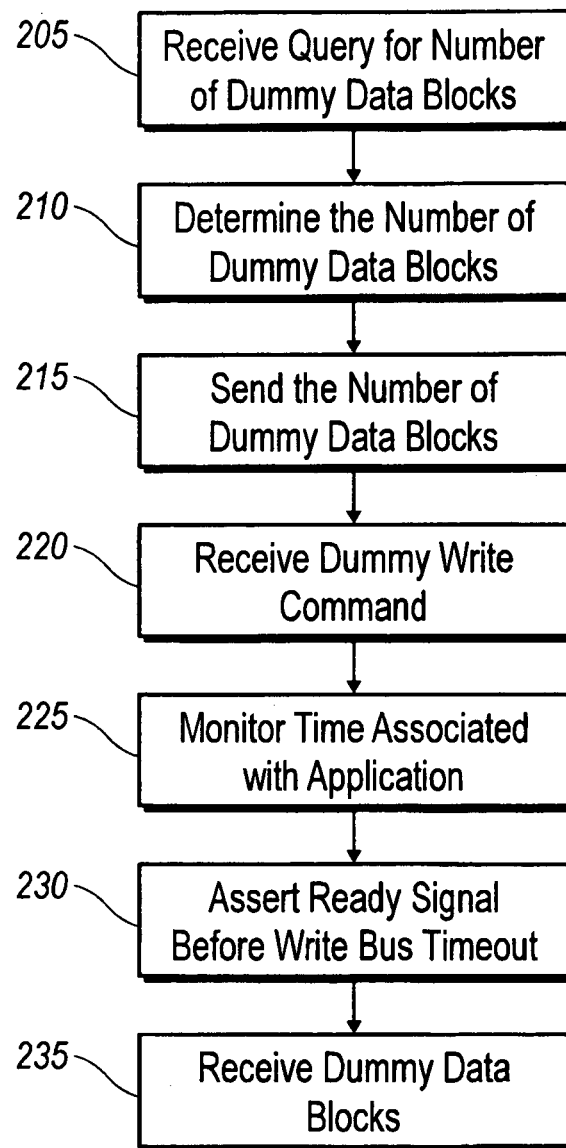 205
Receive Query for Number
of Dummy Data Blocks
210
Determine the Number of
Dummy Data Blocks
215
Send the Number of
Dummy Data Blocks
220
Receive Dummy Write
Command
225
Monitor Time Associated
with Application
230
Assert Ready Signal
Before Write Bus Timeout
235
Receive Dummy Data
Blocks